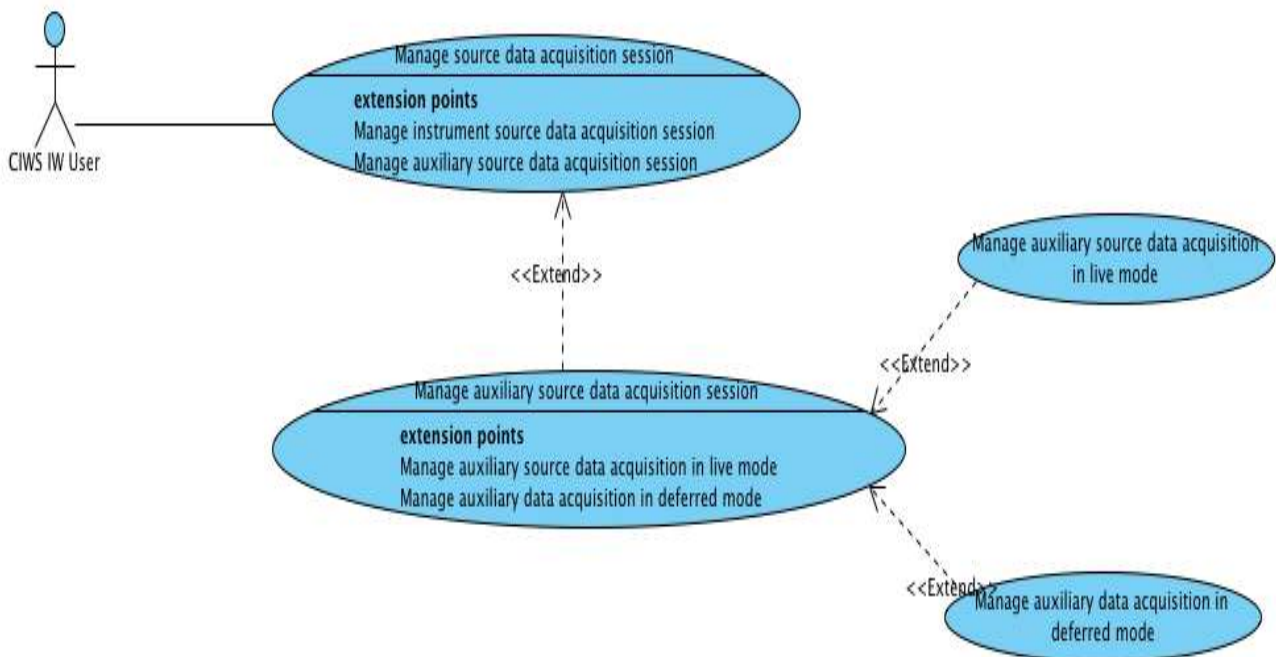 Manage source data acquisition session
extension points
Manage instrument source data acquisition session
Manage auxiliary source data acquisition session
CIWS IW User
<<Extend>>
Manage auxiliary source data acquisition
in live mode
<<Extend>>
Manage auxiliary source data acquisition session
extension points
Manage auxiliary source data acquisition in live mode
Manage auxiliary data acquisition in deferred mode
<<Extend>>
Manage auxiliary data acquisition in
deferred mode